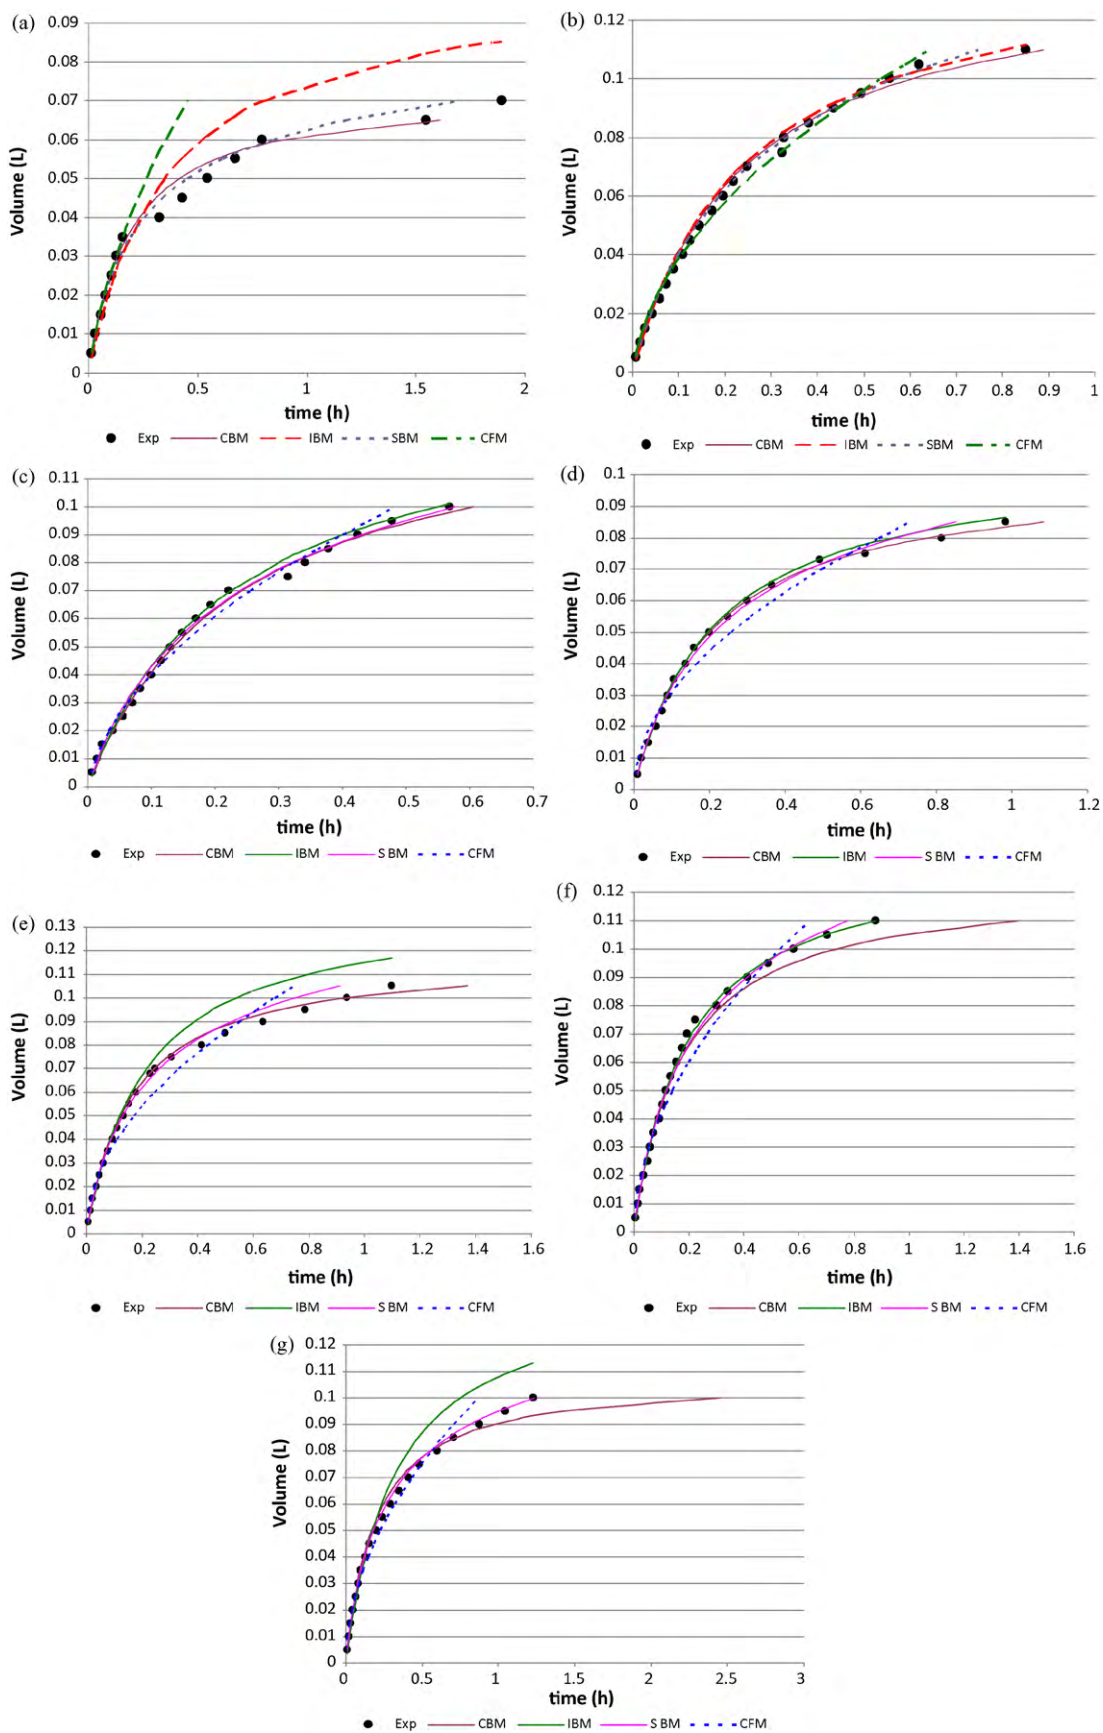 (a)
0.09
0.08
0.07
0.06
0.05
0.04
0.03
0.02
0.01
0
Volume (L)
0 0.5 1 1.5 2
time (h)
Exp CBM IBM SBM CFM
(b)
0.12
0.1
0.08
0.06
0.04
0.02
0
Volume (L)
0 0.1 0.2 0.3 0.4 0.5 0.6 0.7 0.8 0.9 1
time (h)
Exp CBM IBM SBM CFM
(c)
0.11
0.1
0.09
0.08
0.07
0.06
0.05
0.04
0.03
0.02
0.01
0
Volume (L)
0 0.1 0.2 0.3 0.4 0.5 0.6 0.7
time (h)
Exp CBM IBM S BM CFM
(d)
0.1
0.09
0.08
0.07
0.06
0.05
0.04
0.03
0.02
0.01
0
Volume (L)
0 0.2 0.4 0.6 0.8 1 1.2
time (h)
Exp CBM IBM S BM CFM
(e)
0.13
0.12
0.11
0.1
0.09
0.08
0.07
0.06
0.05
0.04
0.03
0.02
0.01
0
Volume (L)
0 0.2 0.4 0.6 0.8 1 1.2 1.4 1.6
time (h)
Exp CBM IBM S BM CFM
(f)
0.12
0.11
0.1
0.09
0.08
0.07
0.06
0.05
0.04
0.03
0.02
0.01
0
Volume (L)
0 0.2 0.4 0.6 0.8 1 1.2 1.4 1.6
time (h)
Exp CBM IBM S BM CFM
(g)
0.12
0.11
0.1
0.09
0.08
0.07
0.06
0.05
0.04
0.03
0.02
0.01
0
Volume (L)
0 0.5 1 1.5 2 2.5 3
time (h)
Exp CBM IBM S BM CFM